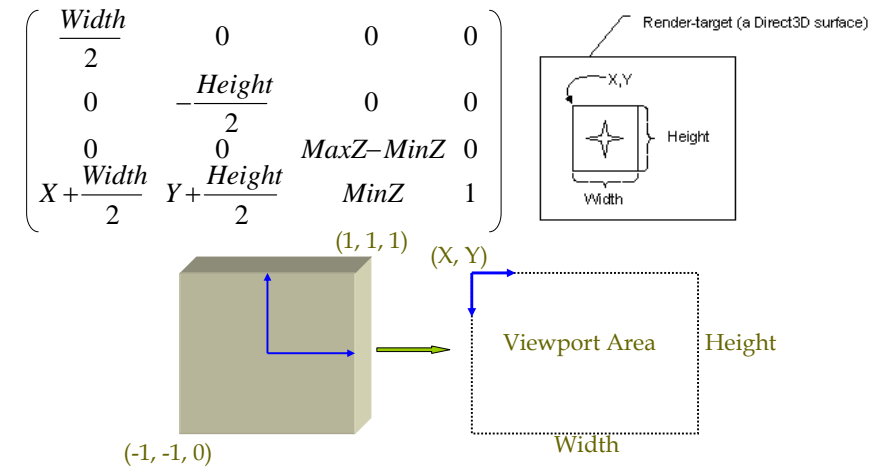 Width
2
0
0
0
0
-Height
2
0
0
0
0
MaxZ−MinZ
0
X+Width
2
Y+Height
2
MinZ
1
Render-target (a Direct3D surface)
X,Y
Height
Width
(1, 1, 1)
(X, Y)
Viewport Area
Height
Width
(-1, -1, 0)